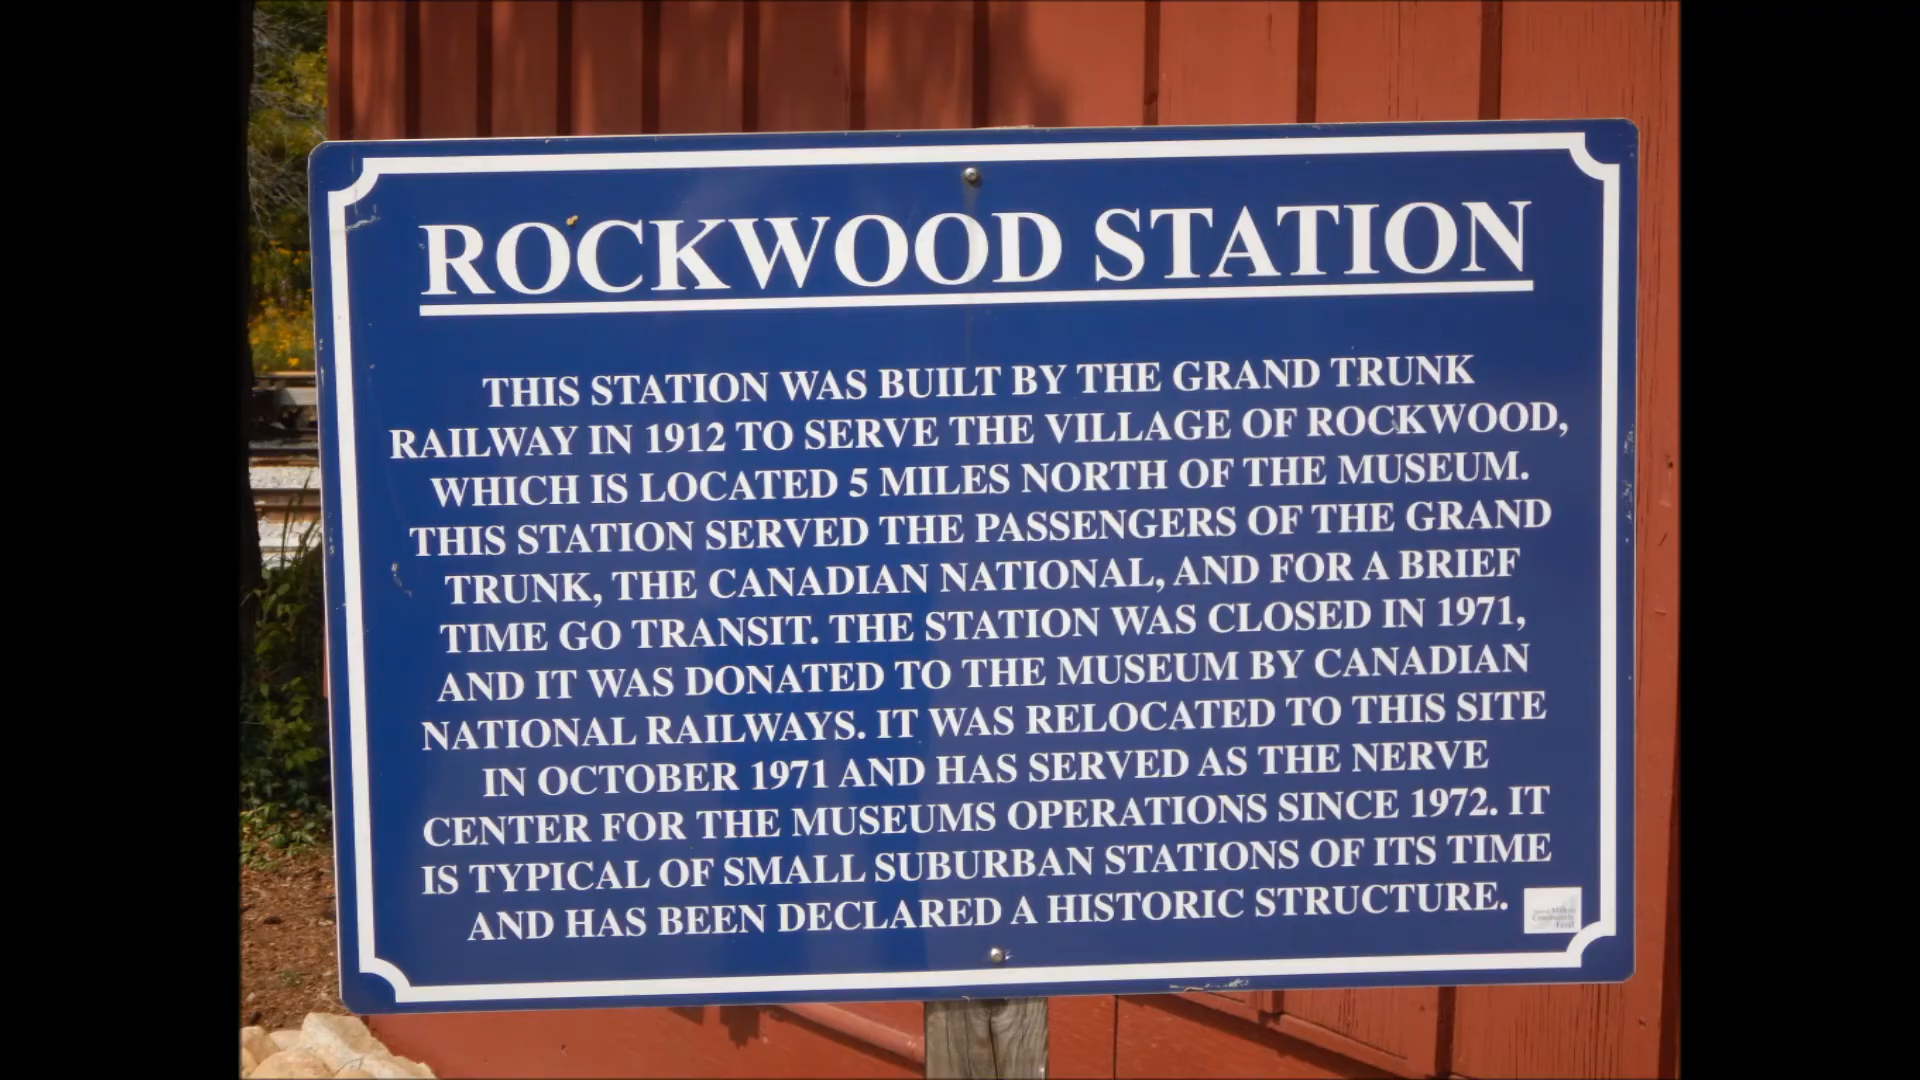 ROCKWOOD STATION
THIS STATION WAS BUILT BY THE GRAND TRUNK
RAILWAY IN 1912 TO SERVE THE VILLAGE OF ROCKWOOD,
WHICH IS LOCATED 5 MILES NORTH OF THE MUSEUM.
THIS STATION SERVED THE PASSENGERS OF THE GRAND
TRUNK, THE CANADIAN NATIONAL, AND FOR A BRIEF
TIME GO TRANSIT. THE STATION WAS CLOSED IN 1971,
AND IT WAS DONATED TO THE MUSEUM BY CANADIAN
NATIONAL RAILWAYS. IT WAS RELOCATED TO THIS SITE
IN OCTOBER 1971 AND HAS SERVED AS THE NERVE
CENTER FOR THE MUSEUMS OPERATIONS SINCE 1972. IT
IS TYPICAL OF SMALL SUBURBAN STATIONS OF ITS TIME
AND HAS BEEN DECLARED A HISTORIC STRUCTURE.